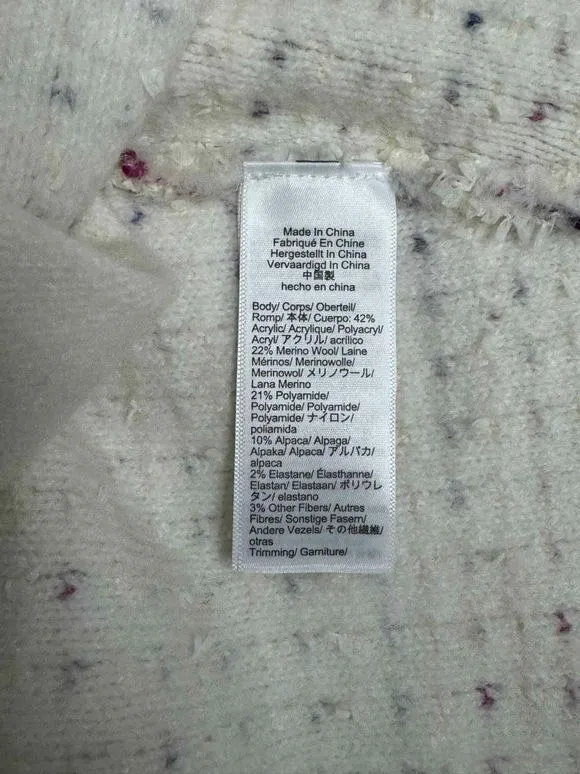 Made In China
Fabriqué En Chine
Hergestellt In China
Vervaardigd In China
中国製
hecho en china
Body/ Corps/ Oberteil/
Romp/ 本体/ Cuerpo: 42%
Acrylic/ Acrylique/ Polyacryl/
Acryl/ アクリル/ acrílico
22% Merino Wool/ Laine
Mérinos/ Merinowolle/
Merinowol/ メリノウール/
Lana Merino
21% Polyamide/
Polyamide/ Polyamide/
Polyamide/ ナイロン/
poliamida
10% Alpaca/ Alpaga/
Alpaka/ Alpaca/ アルパカ/
alpaca
2% Elastane/ Élasthanne/
Elastan/ Elastaan/ ポリウレ
タン/ elastano
3% Other Fibers/ Autres
Fibres/ Sonstige Fasern/
Andere Vezels/ その他繊維/
otras
Trimming/ Garniture/